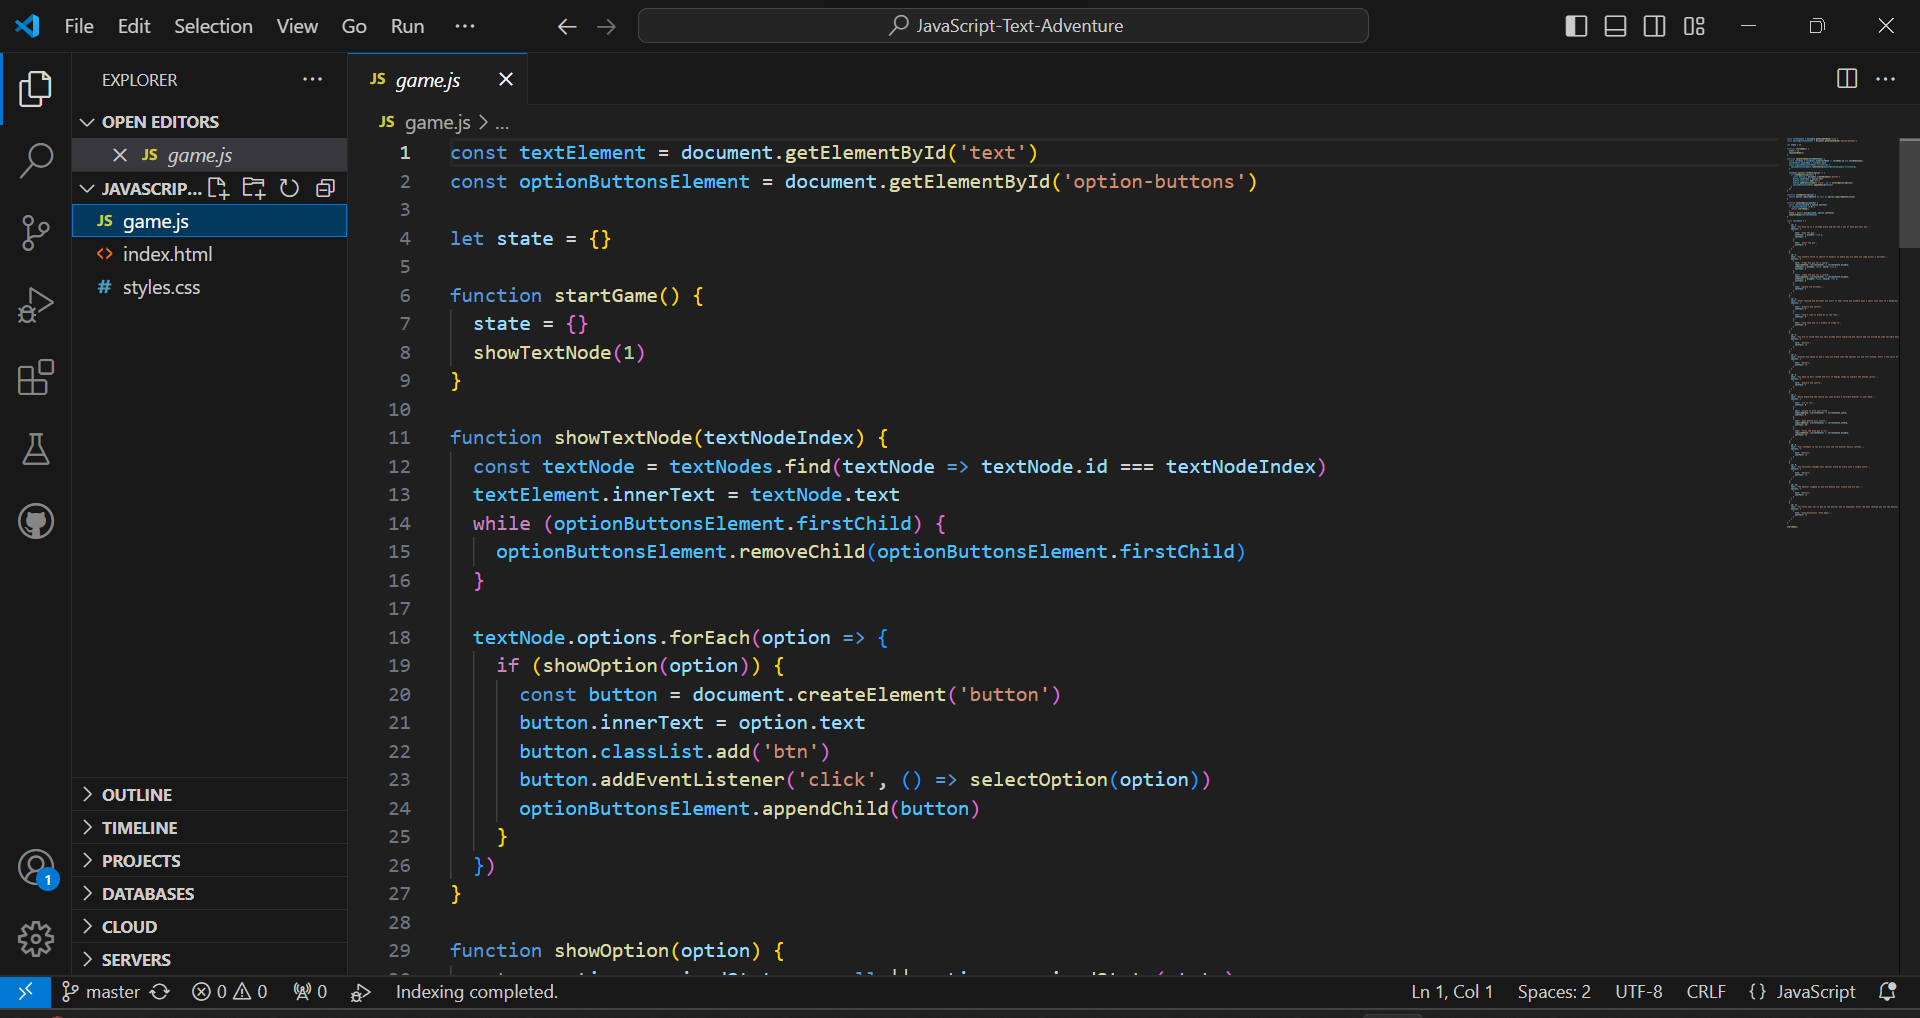 File Edit Selection View Go Run ···
JavaScript-Text-Adventure
EXPLORER ···
OPEN EDITORS
JS game.js
JAVASCRIP...
JS game.js
<> index.html
# styles.css
OUTLINE
TIMELINE
PROJECTS
DATABASES
CLOUD
SERVERS
1
JS game.js
JS game.js > ...
1 const textElement = document.getElementById('text')
2 const optionButtonsElement = document.getElementById('option-buttons')
3
4 let state = {}
5
6 function startGame() {
7 state = {}
8 showTextNode(1)
9 }
10
11 function showTextNode(textNodeIndex) {
12 const textNode = textNodes.find(textNode => textNode.id === textNodeIndex)
13 textElement.innerText = textNode.text
14 while (optionButtonsElement.firstChild) {
15 optionButtonsElement.removeChild(optionButtonsElement.firstChild)
16 }
17
18 textNode.options.forEach(option => {
19 if (showOption(option)) {
20 const button = document.createElement('button')
21 button.innerText = option.text
22 button.classList.add('btn')
23 button.addEventListener('click', () => selectOption(option))
24 optionButtonsElement.appendChild(button)
25 }
26 })
27 }
28
29 function showOption(option) {
master 0 0 0 Indexing completed.
Ln 1, Col 1 Spaces: 2 UTF-8 CRLF {} JavaScript